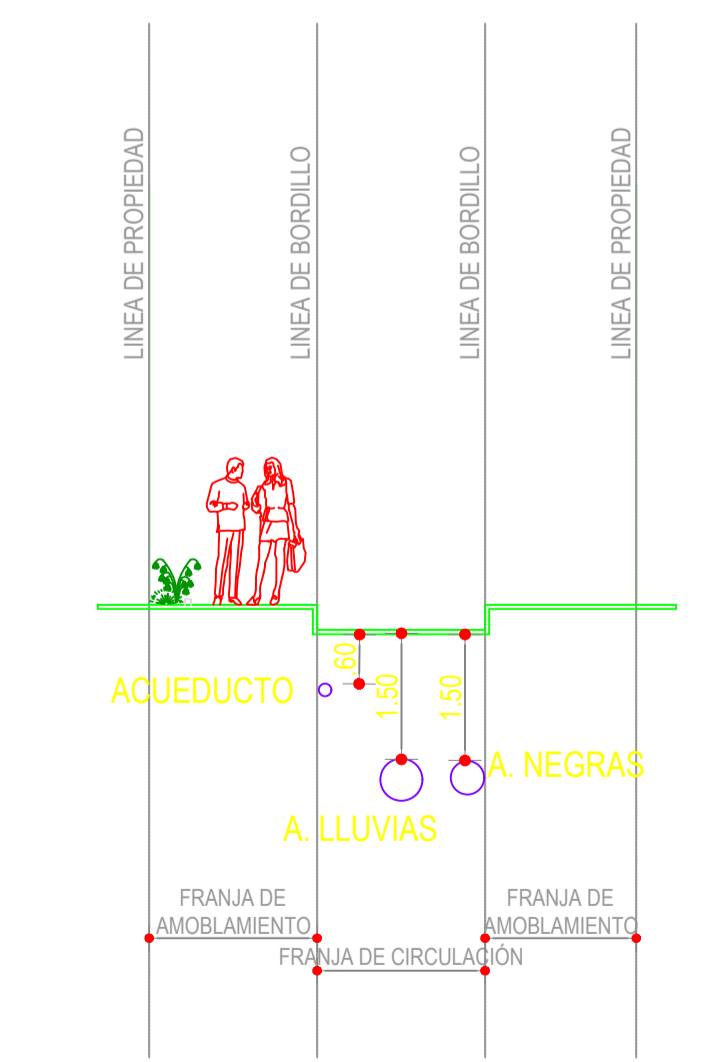 LINEA DE PROPIEDAD
LINEA DE BORDILLO
LINEA DE BORDILLO
LINEA DE PROPIEDAD
.60
1.50
1.50
ACUEDUCTO
A. NEGRAS
A. LLUVIAS
FRANJA DE
AMOBLAMIENTO
FRANJA DE
AMOBLAMIENTO
FRANJA DE CIRCULACIÓN